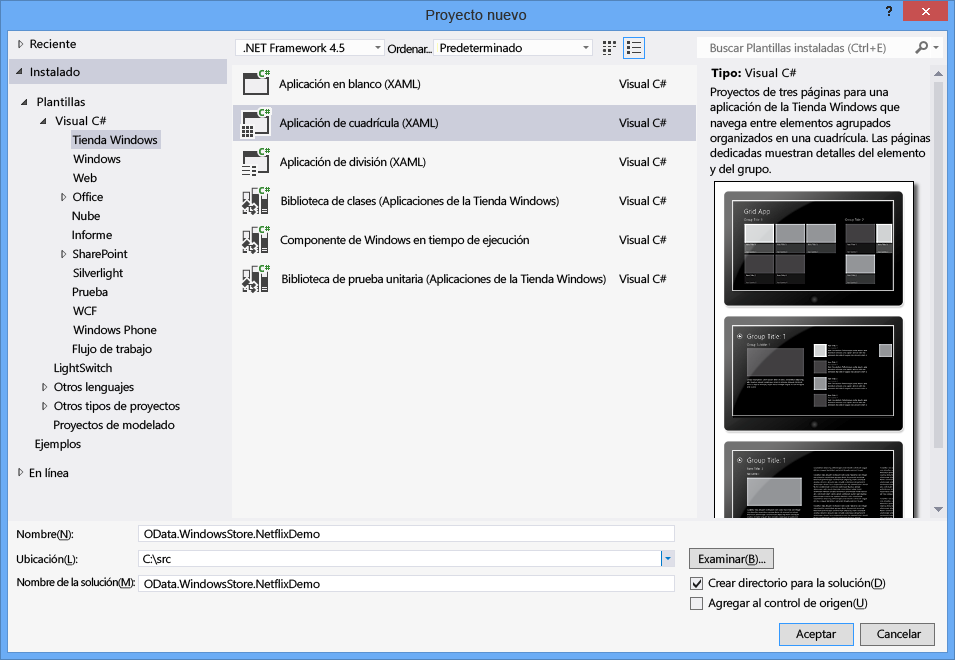 Proyecto nuevo
?
Reciente
Instalado
Plantillas
Visual C#
Tienda Windows
Windows
Web
Office
Nube
Informe
SharePoint
Silverlight
Prueba
WCF
Windows Phone
Flujo de trabajo
LightSwitch
Otros lenguajes
Otros tipos de proyectos
Proyectos de modelado
Ejemplos
En línea
.NET Framework 4.5
Ordenar...
Predeterminado
C# Aplicación en blanco (XAML) Visual C#
C# Aplicación de cuadrícula (XAML) Visual C#
C# Aplicación de división (XAML) Visual C#
C# Biblioteca de clases (Aplicaciones de la Tienda Windows) Visual C#
C# Componente de Windows en tiempo de ejecución Visual C#
C# Biblioteca de prueba unitaria (Aplicaciones de la Tienda Windows) Visual C#
Buscar Plantillas instaladas (Ctrl+E)
Tipo: Visual C#
Proyectos de tres páginas para una
aplicación de la Tienda Windows que
navega entre elementos agrupados
organizados en una cuadrícula. Las páginas
dedicadas muestran detalles del elemento
y del grupo.
Grid App
Group Title: 1
Group Title: 1
Nombre(N): OData.WindowsStore.NetflixDemo
Ubicación(L): C:\src
Nombre de la solución(M): OData.WindowsStore.NetflixDemo
Examinar(B)...
Crear directorio para la solución(D)
Agregar al control de origen(U)
Aceptar
Cancelar